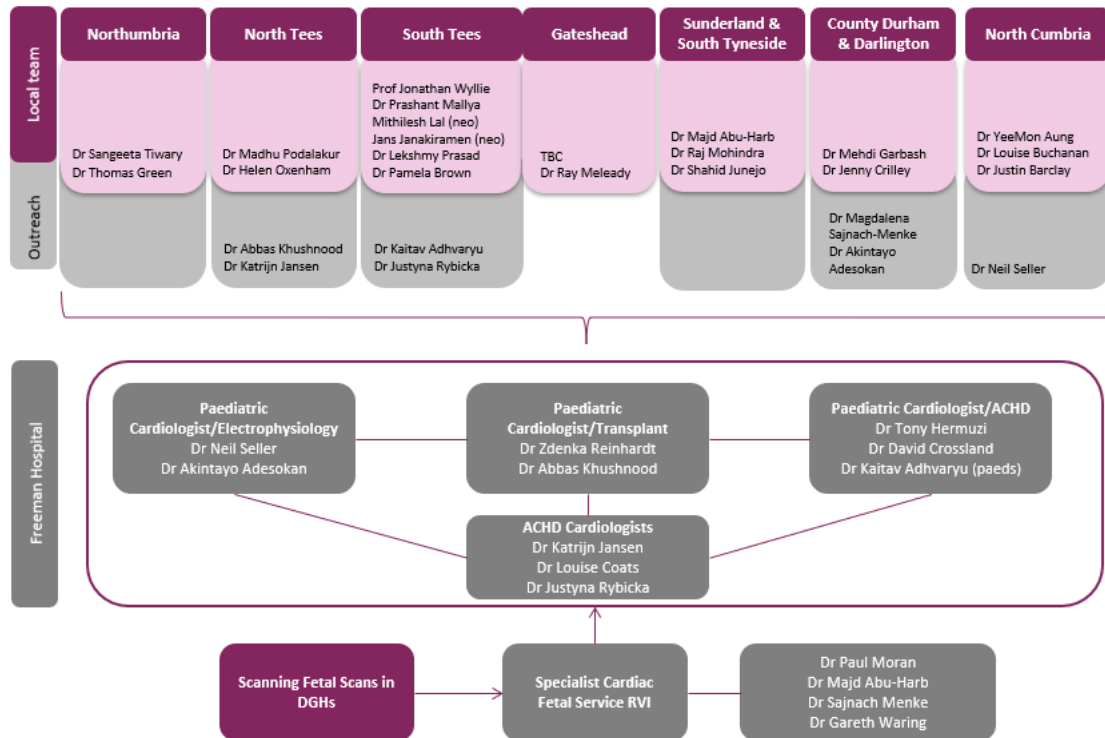 Local team
Northumbria
North Tees
South Tees
Gateshead
Sunderland &
South Tyneside
County Durham
& Darlington
North Cumbria
Dr Sangeeta Tiwary
Dr Thomas Green
Dr Madhu Podalakur
Dr Helen Oxenham
Prof Jonathan Wyllie
Dr Prashant Mallya
Mithilesh Lal (neo)
Jans Janakiramen (neo)
Dr Lekshmy Prasad
Dr Pamela Brown
TBC
Dr Ray Meleady
Dr Majd Abu-Harb
Dr Raj Mohindra
Dr Shahid Junejo
Dr Mehdi Garbash
Dr Jenny Crilley
Dr YeeMon Aung
Dr Louise Buchanan
Dr Justin Barclay
Outreach
Dr Abbas Khushnood
Dr Katrijn Jansen
Dr Kaitav Adhvaryu
Dr Justyna Rybicka
Dr Magdalena
Sajnach-Menke
Dr Akintayo
Adesokan
Dr Neil Seller
Freeman Hospital
Paediatric
Cardiologist/Electrophysiology
Dr Neil Seller
Dr Akintayo Adesokan
Paediatric
Cardiologist/Transplant
Dr Zdenka Reinhardt
Dr Abbas Khushnood
Paediatric Cardiologist/ACHD
Dr Tony Hermuzi
Dr David Crossland
Dr Kaitav Adhvaryu (paeds)
ACHD Cardiologists
Dr Katrijn Jansen
Dr Louise Coats
Dr Justyna Rybicka
Scanning Fetal Scans in
DGHs
Specialist Cardiac
Fetal Service RVI
Dr Paul Moran
Dr Majd Abu-Harb
Dr Sajnach Menke
Dr Gareth Waring